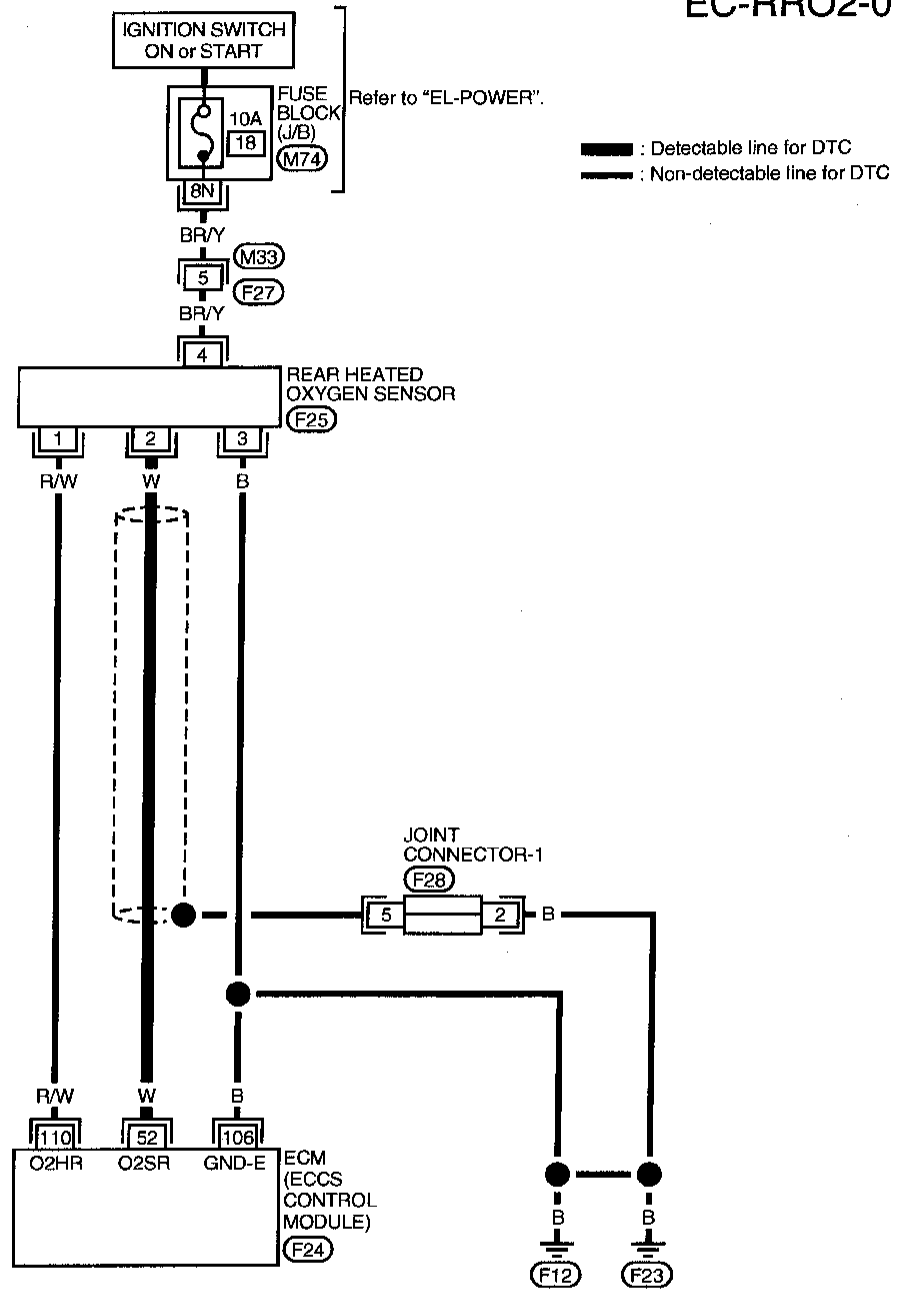 EC-RRO2-0
IGNITION SWITCH
ON or START
Refer to "EL-POWER".
FUSE
BLOCK
(J/B)
M74
10A
18
8N
: Detectable line for DTC
: Non-detectable line for DTC
BR/Y
M33
5
F27
BR/Y
4
REAR HEATED
OXYGEN SENSOR
F25
1 2 3
R/W W B
JOINT
CONNECTOR-1
F28
5 2 B
R/W W B
110 52 106
O2HR O2SR GND-E
ECM
(ECCS
CONTROL
MODULE)
F24
B B
F12 F23